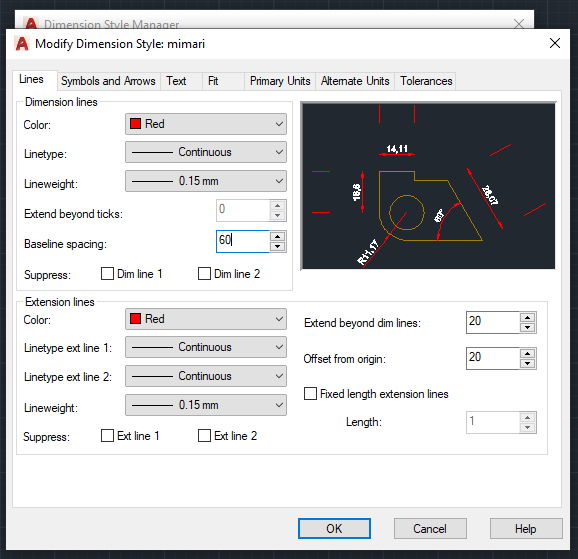 Dimension Style Manager
Modify Dimension Style: mimari
Lines Symbols and Arrows Text Fit Primary Units Alternate Units Tolerances
Dimension lines
Color: Red
Linetype: Continuous
Lineweight: 0.15 mm
Extend beyond ticks: 0
Baseline spacing: 60
Suppress: Dim line 1 Dim line 2
14,11
16,6
28,07
60°
R11,17
Extension lines
Color: Red
Linetype ext line 1: Continuous
Linetype ext line 2: Continuous
Lineweight: 0.15 mm
Suppress: Ext line 1 Ext line 2
Extend beyond dim lines: 20
Offset from origin: 20
Fixed length extension lines
Length: 1
OK Cancel Help